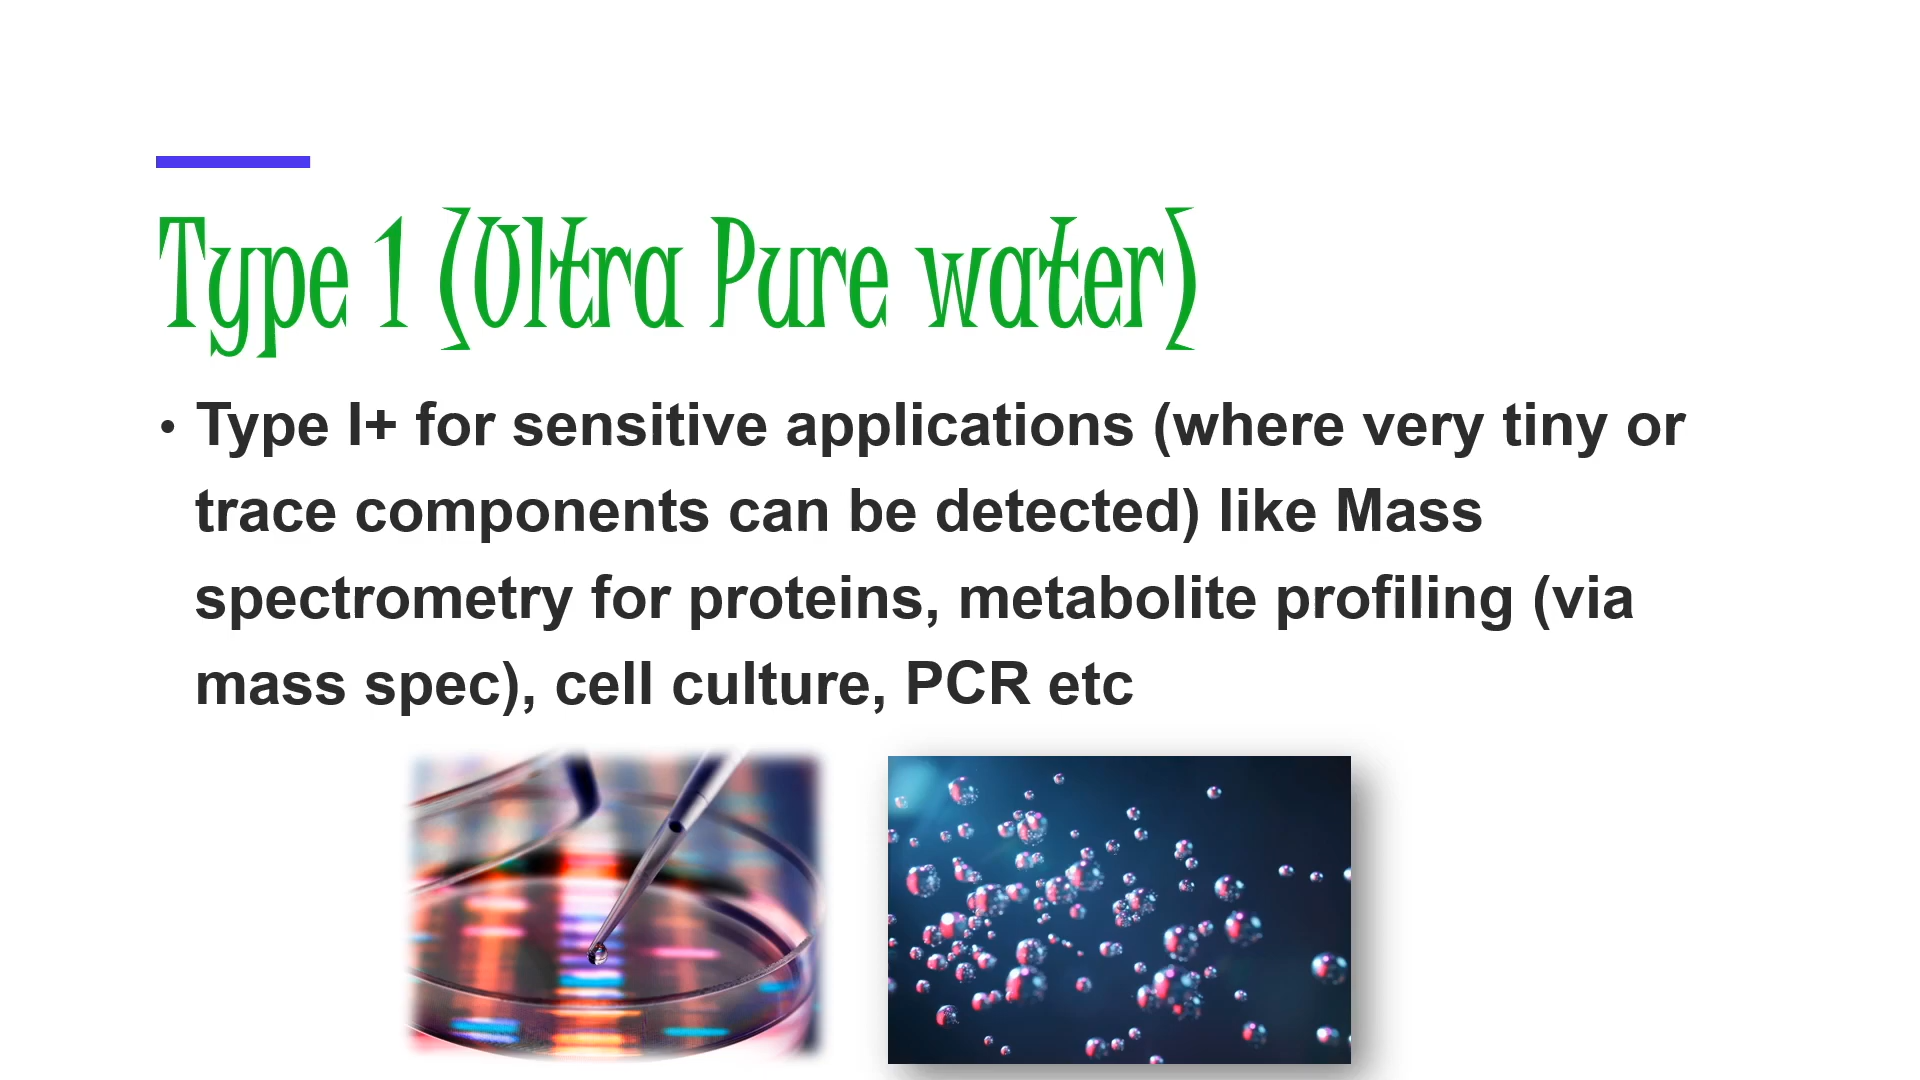 Type 1 (Ultra Pure water)
• Type I+ for sensitive applications (where very tiny or
trace components can be detected) like Mass
spectrometry for proteins, metabolite profiling (via
mass spec), cell culture, PCR etc